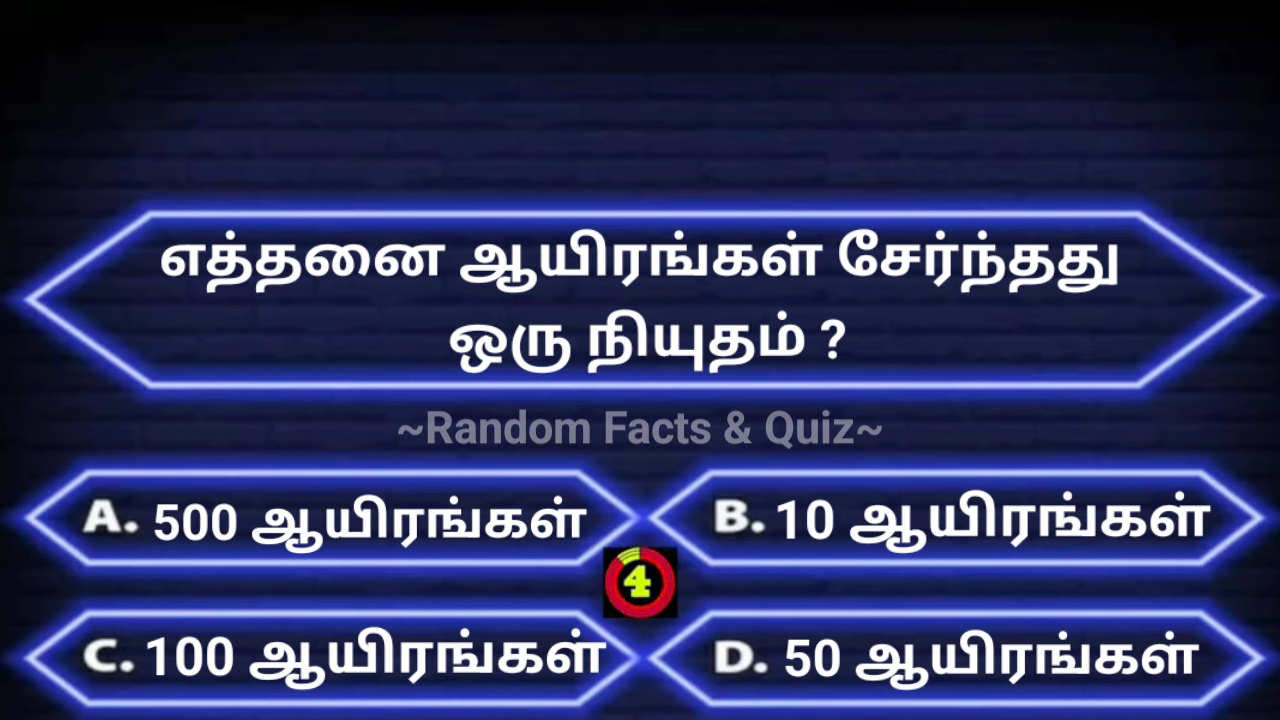 எத்தனை ஆயிரங்கள் சேர்ந்தது
ஒரு நியுதம் ?
~Random Facts & Quiz~
A. 500 ஆயிரங்கள்
B. 10 ஆயிரங்கள்
4
C. 100 ஆயிரங்கள்
D. 50 ஆயிரங்கள்